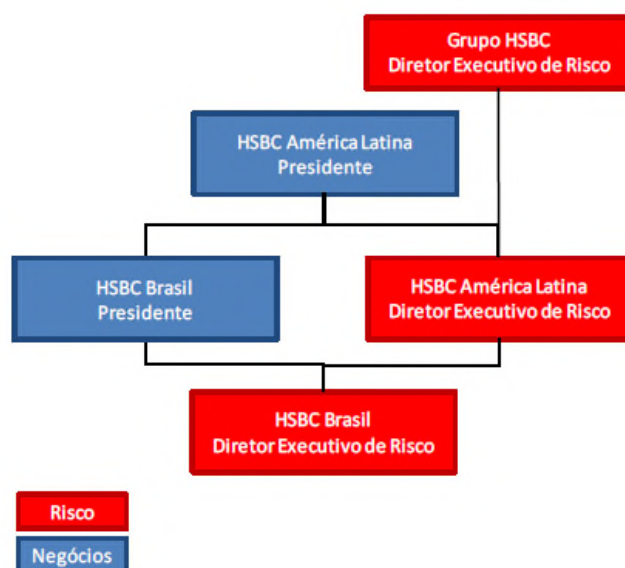 Grupo HSBC
Diretor Executivo de Risco
HSBC América Latina
Presidente
HSBC Brasil
Presidente
HSBC América Latina
Diretor Executivo de Risco
HSBC Brasil
Diretor Executivo de Risco
Risco
Negócios